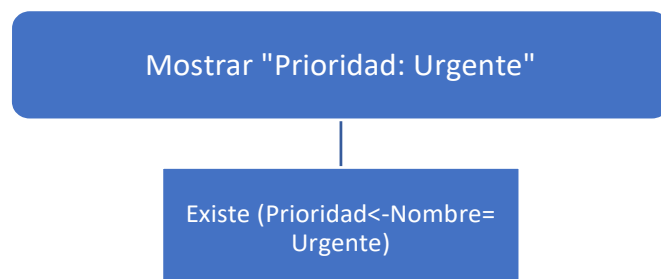 Mostrar "Prioridad: Urgente"
Existe (Prioridad<-Nombre=
Urgente)